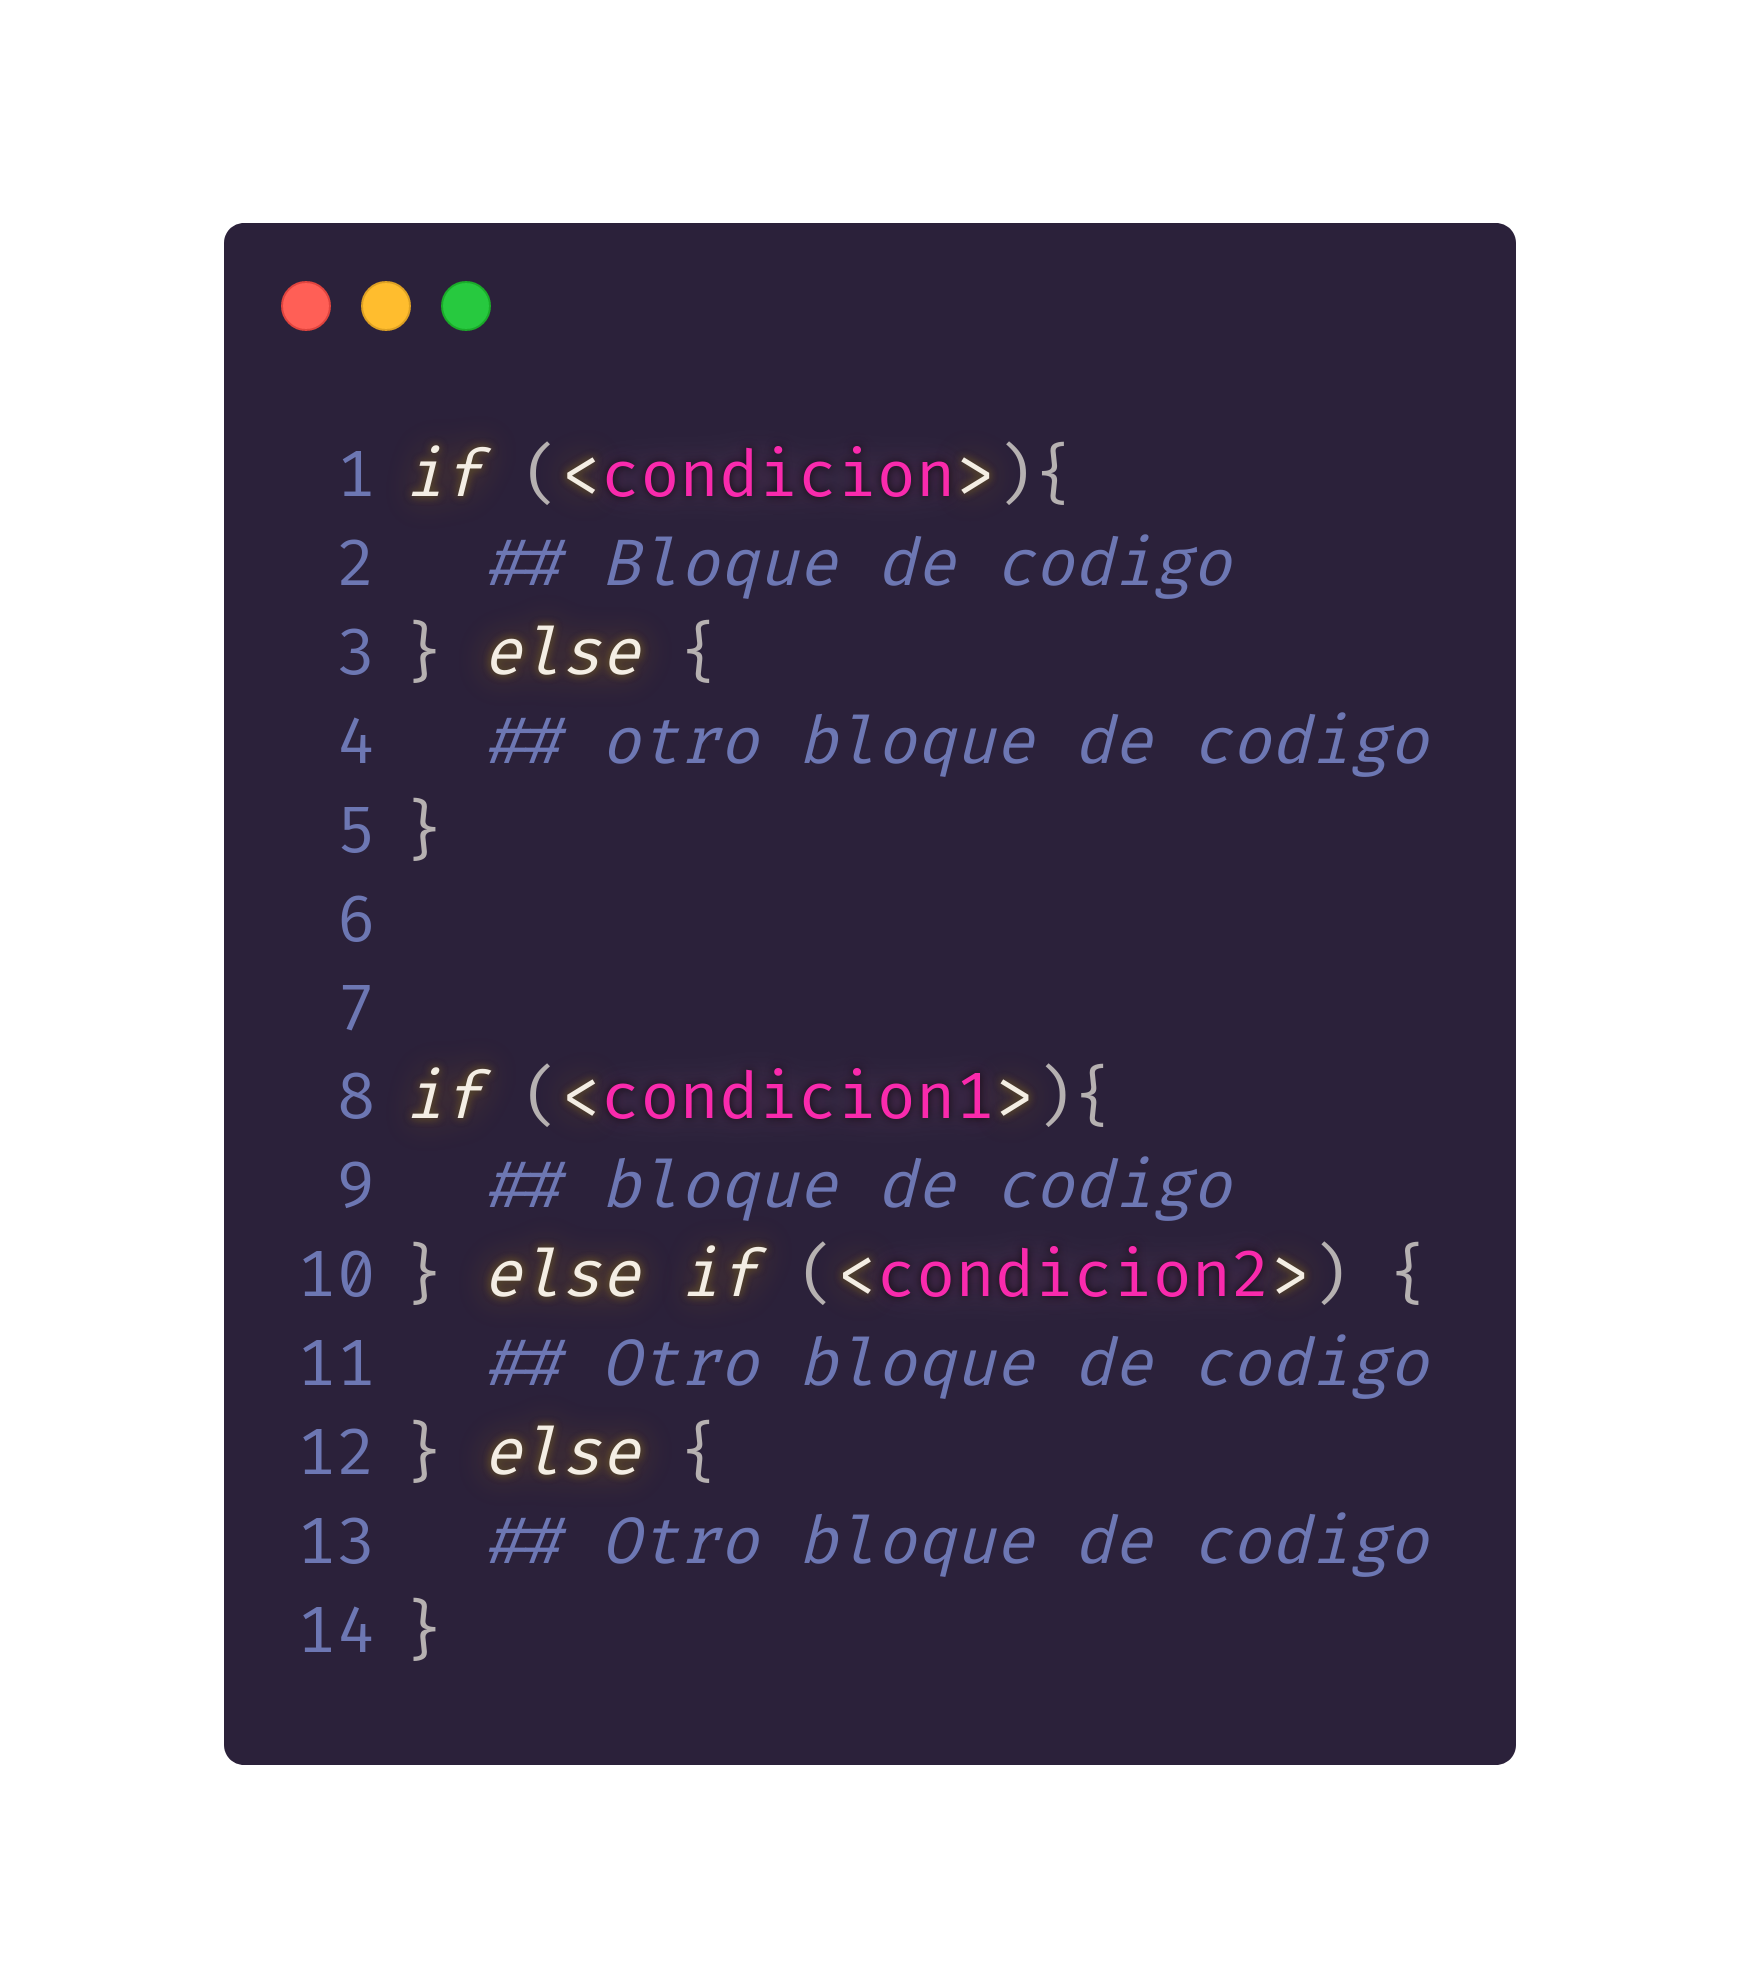 1 if (<condicion>){
2   ## Bloque de codigo
3 } else {
4   ## otro bloque de codigo
5 }
6
7
8 if (<condicion1>){
9   ## bloque de codigo
10 } else if (<condicion2>) {
11   ## Otro bloque de codigo
12 } else {
13   ## Otro bloque de codigo
14 }